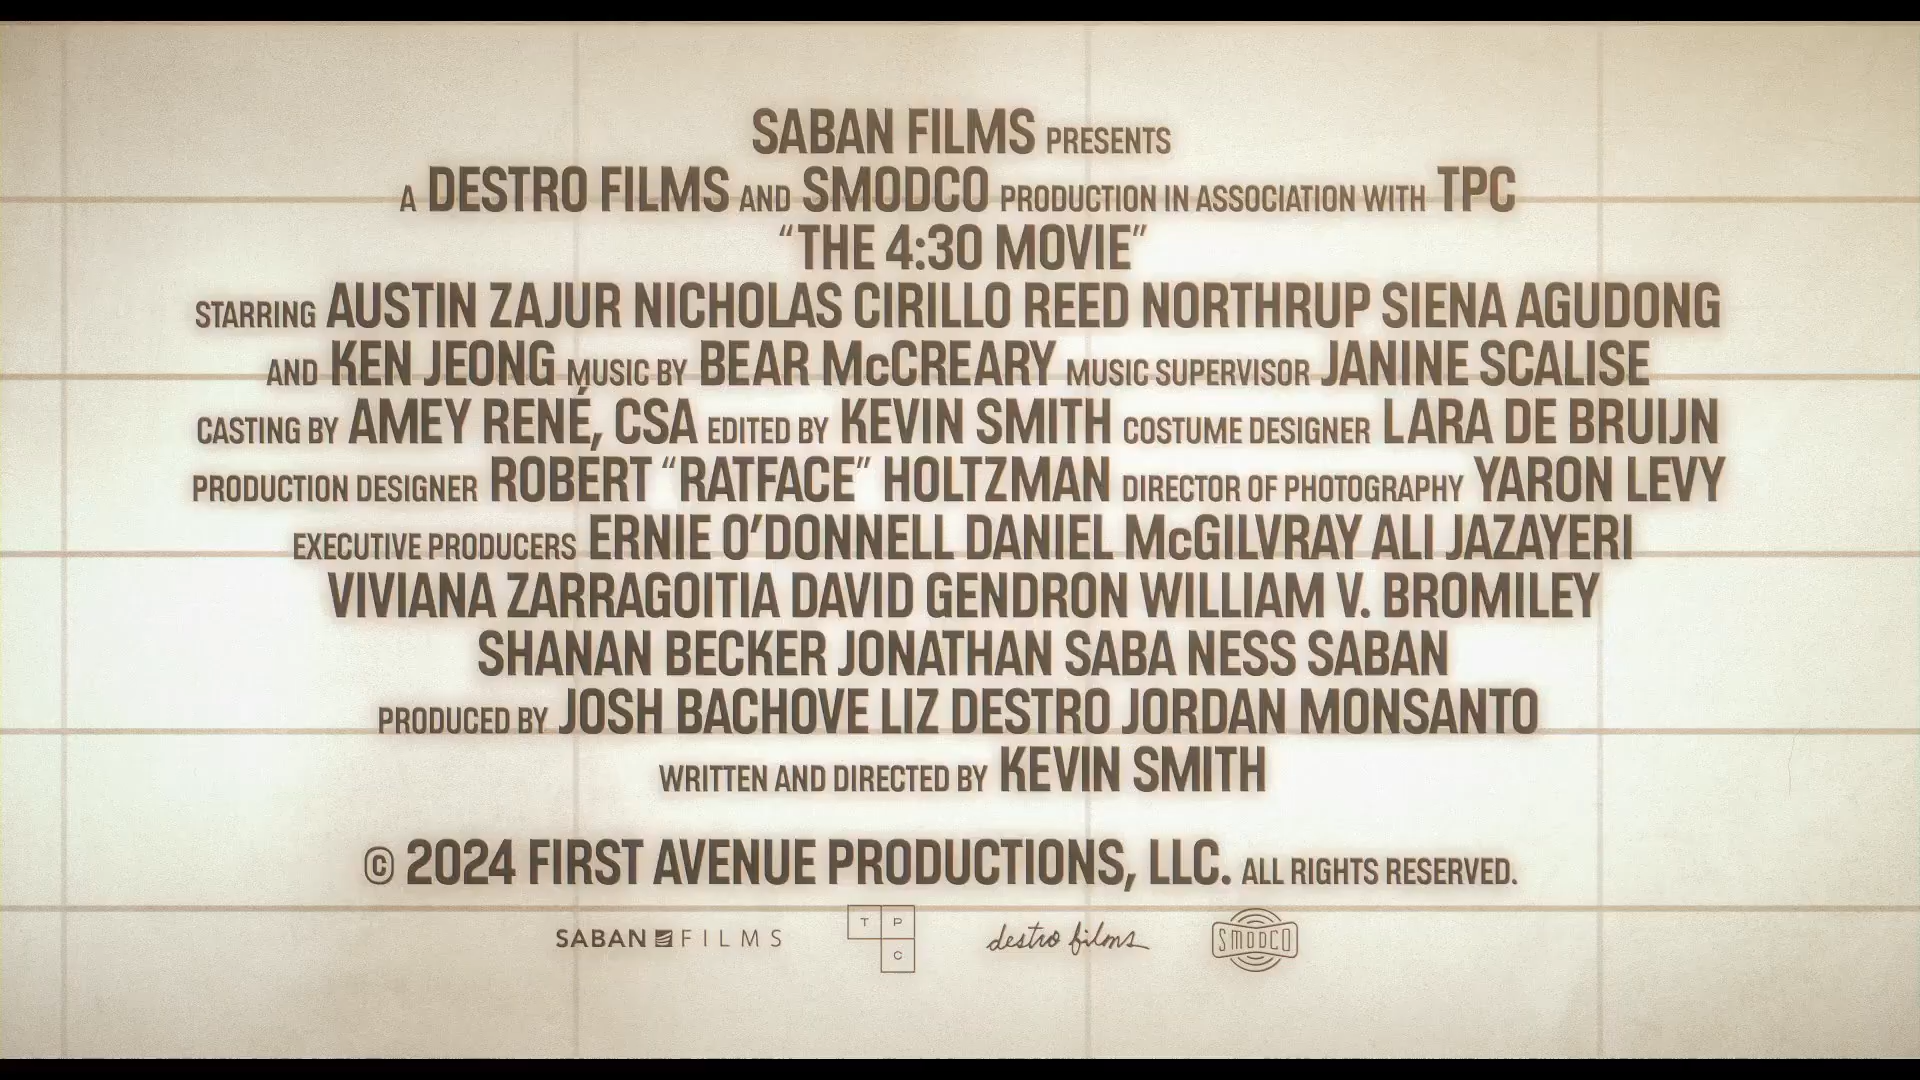 SABAN FILMS PRESENTS
A DESTRO FILMS AND SMODCO PRODUCTION IN ASSOCIATION WITH TPC
“THE 4:30 MOVIE”
STARRING AUSTIN ZAJUR NICHOLAS CIRILLO REED NORTHRUP SIENA AGUDONG
AND KEN JEONG MUSIC BY BEAR McCREARY MUSIC SUPERVISOR JANINE SCALISE
CASTING BY AMEY RENÉ, CSA EDITED BY KEVIN SMITH COSTUME DESIGNER LARA DE BRUIJN
PRODUCTION DESIGNER ROBERT “RATFACE” HOLTZMAN DIRECTOR OF PHOTOGRAPHY YARON LEVY
EXECUTIVE PRODUCERS ERNIE O’DONNELL DANIEL McGILVRAY ALI JAZAYERI
VIVIANA ZARRAGOITIA DAVID GENDRON WILLIAM V. BROMILEY
SHANAN BECKER JONATHAN SABA NESS SABAN
PRODUCED BY JOSH BACHOVE LIZ DESTRO JORDAN MONSANTO
WRITTEN AND DIRECTED BY KEVIN SMITH
© 2024 FIRST AVENUE PRODUCTIONS, LLC. ALL RIGHTS RESERVED.
SABAN FILMS TPC destro films SMODCO